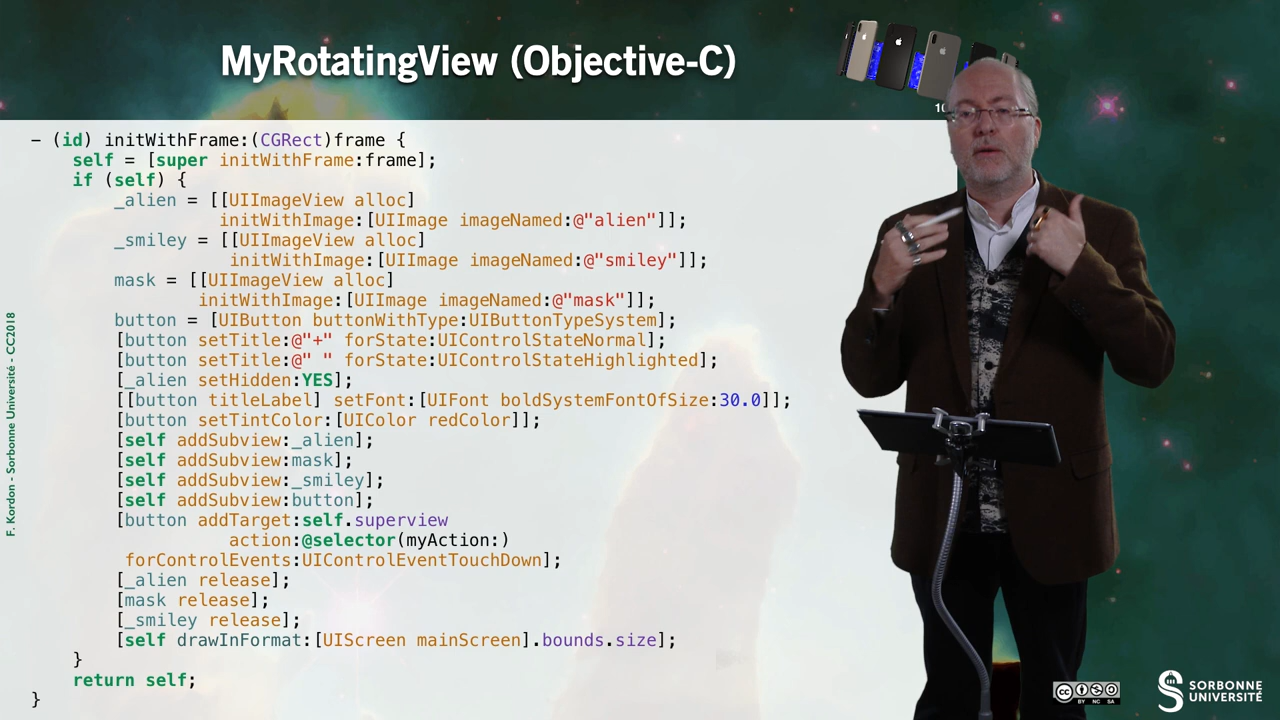 MyRotatingView (Objective-C)
10
- (id) initWithFrame:(CGRect)frame {
self = [super initWithFrame:frame];
if (self) {
_alien = [[UIImageView alloc]
initWithImage:[UIImage imageNamed:@"alien"]];
_smiley = [[UIImageView alloc]
initWithImage:[UIImage imageNamed:@"smiley"]];
mask = [[UIImageView alloc]
initWithImage:[UIImage imageNamed:@"mask"]];
button = [UIButton buttonWithType:UIButtonTypeSystem];
[button setTitle:@"+" forState:UIControlStateNormal];
[button setTitle:@" " forState:UIControlStateHighlighted];
[_alien setHidden:YES];
[[button titleLabel] setFont:[UIFont boldSystemFontOfSize:30.0]];
[button setTintColor:[UIColor redColor]];
[self addSubview:_alien];
[self addSubview:mask];
[self addSubview:_smiley];
[self addSubview:button];
[button addTarget:self.superview
action:@selector(myAction:)
forControlEvents:UIControlEventTouchDown];
[_alien release];
[mask release];
[_smiley release];
[self drawInFormat:[UIScreen mainScreen].bounds.size];
}
return self;
}
F. Kordon - Sorbonne Université - CC2018
CC BY NC SA
SORBONNE
UNIVERSITÉ